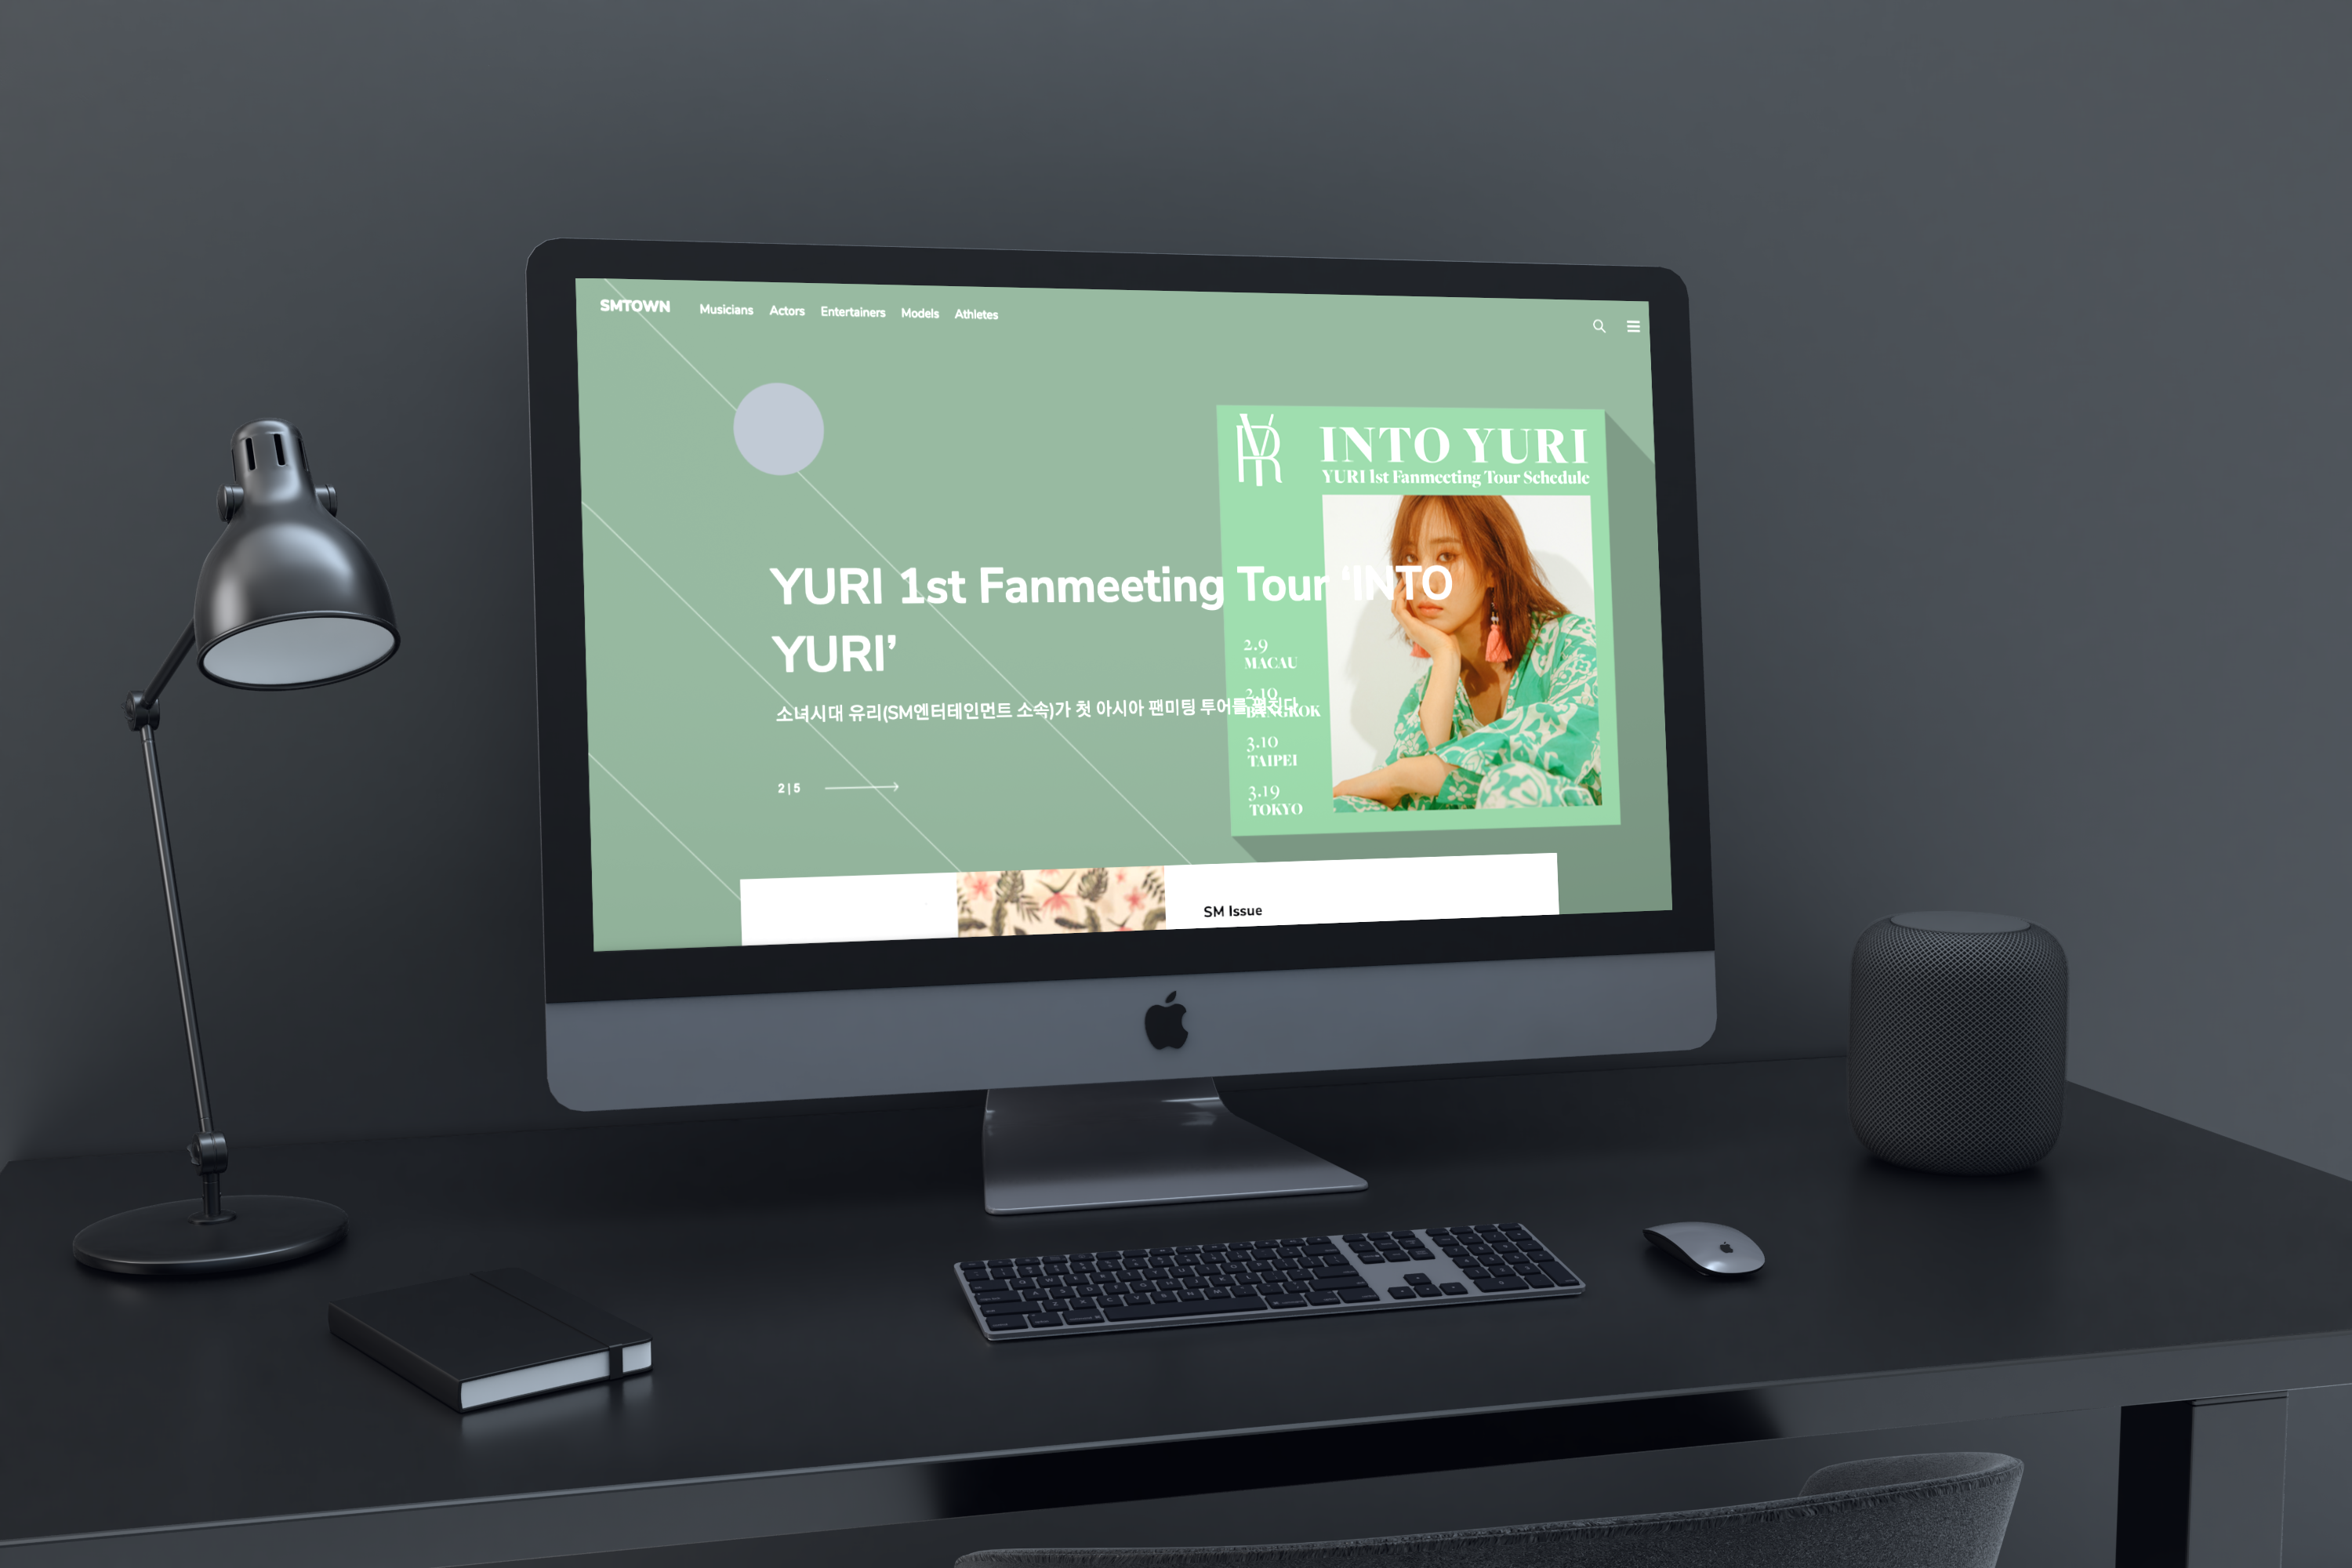 SMTOWN Musicians Actors Entertainers Models Athletes
INTO YURI
YURI 1st Fanmeeting Tour Schedule
YURI 1st Fanmeeting Tour ‘INTO
YURI’
2.9
MACAU
2.10
BANGKOK
소녀시대 유리(SM엔터테인먼트 소속)가 첫 아시아 팬미팅 투어를
3.10
TAIPEI
2 | 5
3.19
TOKYO
SM Issue